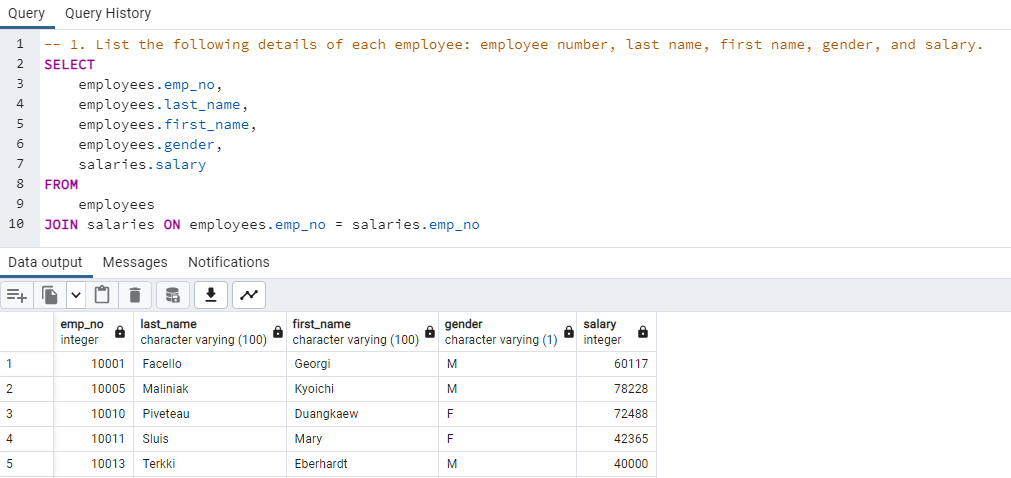 Query Query History
1 -- 1. List the following details of each employee: employee number, last name, first name, gender, and salary.
2 SELECT
3 employees.emp_no,
4 employees.last_name,
5 employees.first_name,
6 employees.gender,
7 salaries.salary
8 FROM
9 employees
10 JOIN salaries ON employees.emp_no = salaries.emp_no
Data output Messages Notifications
emp_no last_name first_name gender salary
integer character varying (100) character varying (100) character varying (1) integer
1 10001 Facello Georgi M 60117
2 10005 Maliniak Kyoichi M 78228
3 10010 Piveteau Duangkaew F 72488
4 10011 Sluis Mary F 42365
5 10013 Terkki Eberhardt M 40000